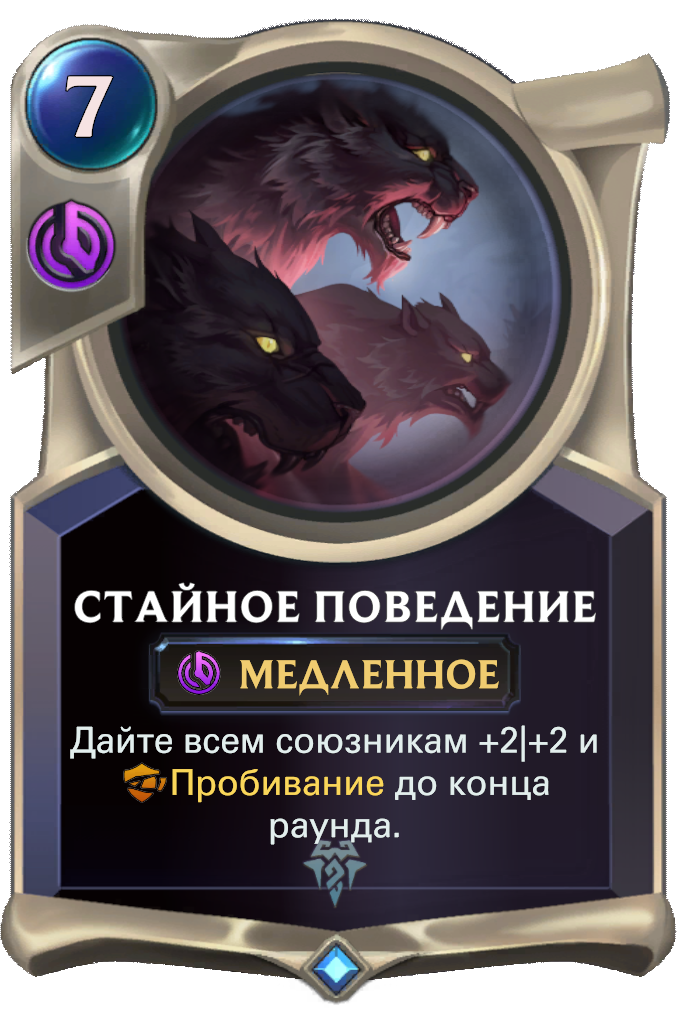 7
СТАЙНОЕ ПОВЕДЕНИЕ
МЕДЛЕННОЕ
Дайте всем союзникам +2|+2 и
Пробивание до конца
раунда.